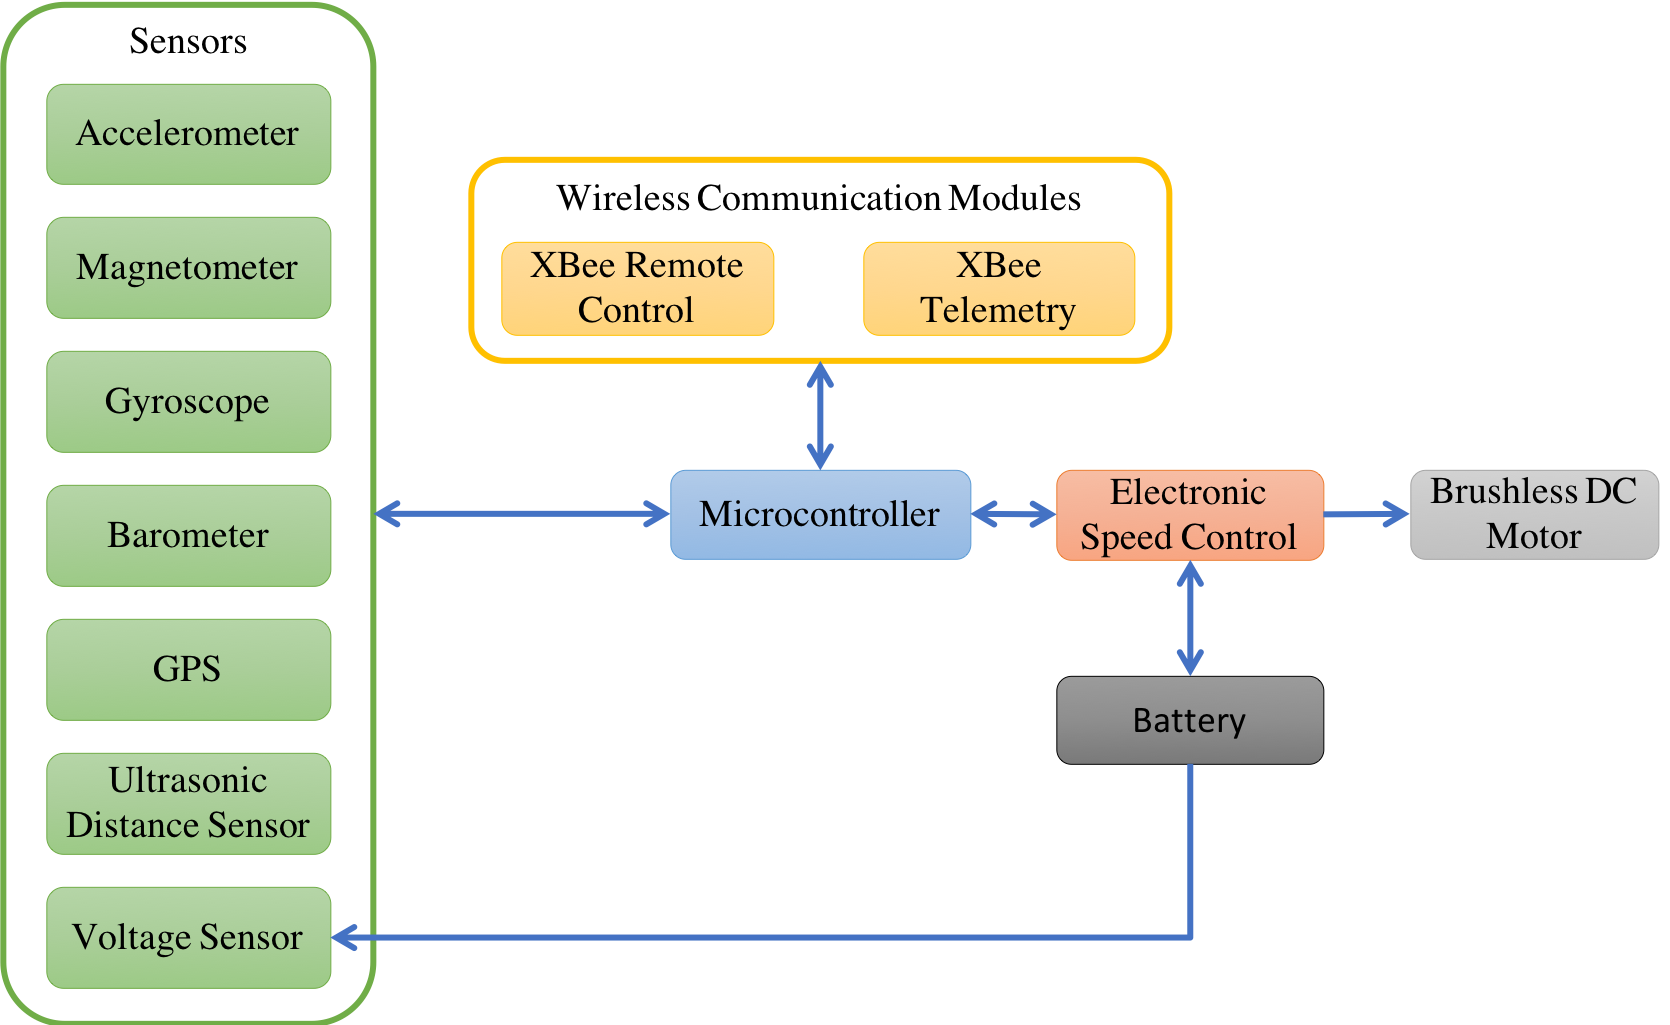 Sensors
Accelerometer
Magnetometer
Gyroscope
Barometer
GPS
Ultrasonic
Distance Sensor
Voltage Sensor
Wireless Communication Modules
XBee Remote
Control
XBee
Telemetry
Microcontroller
Electronic
Speed Control
Brushless DC
Motor
Battery